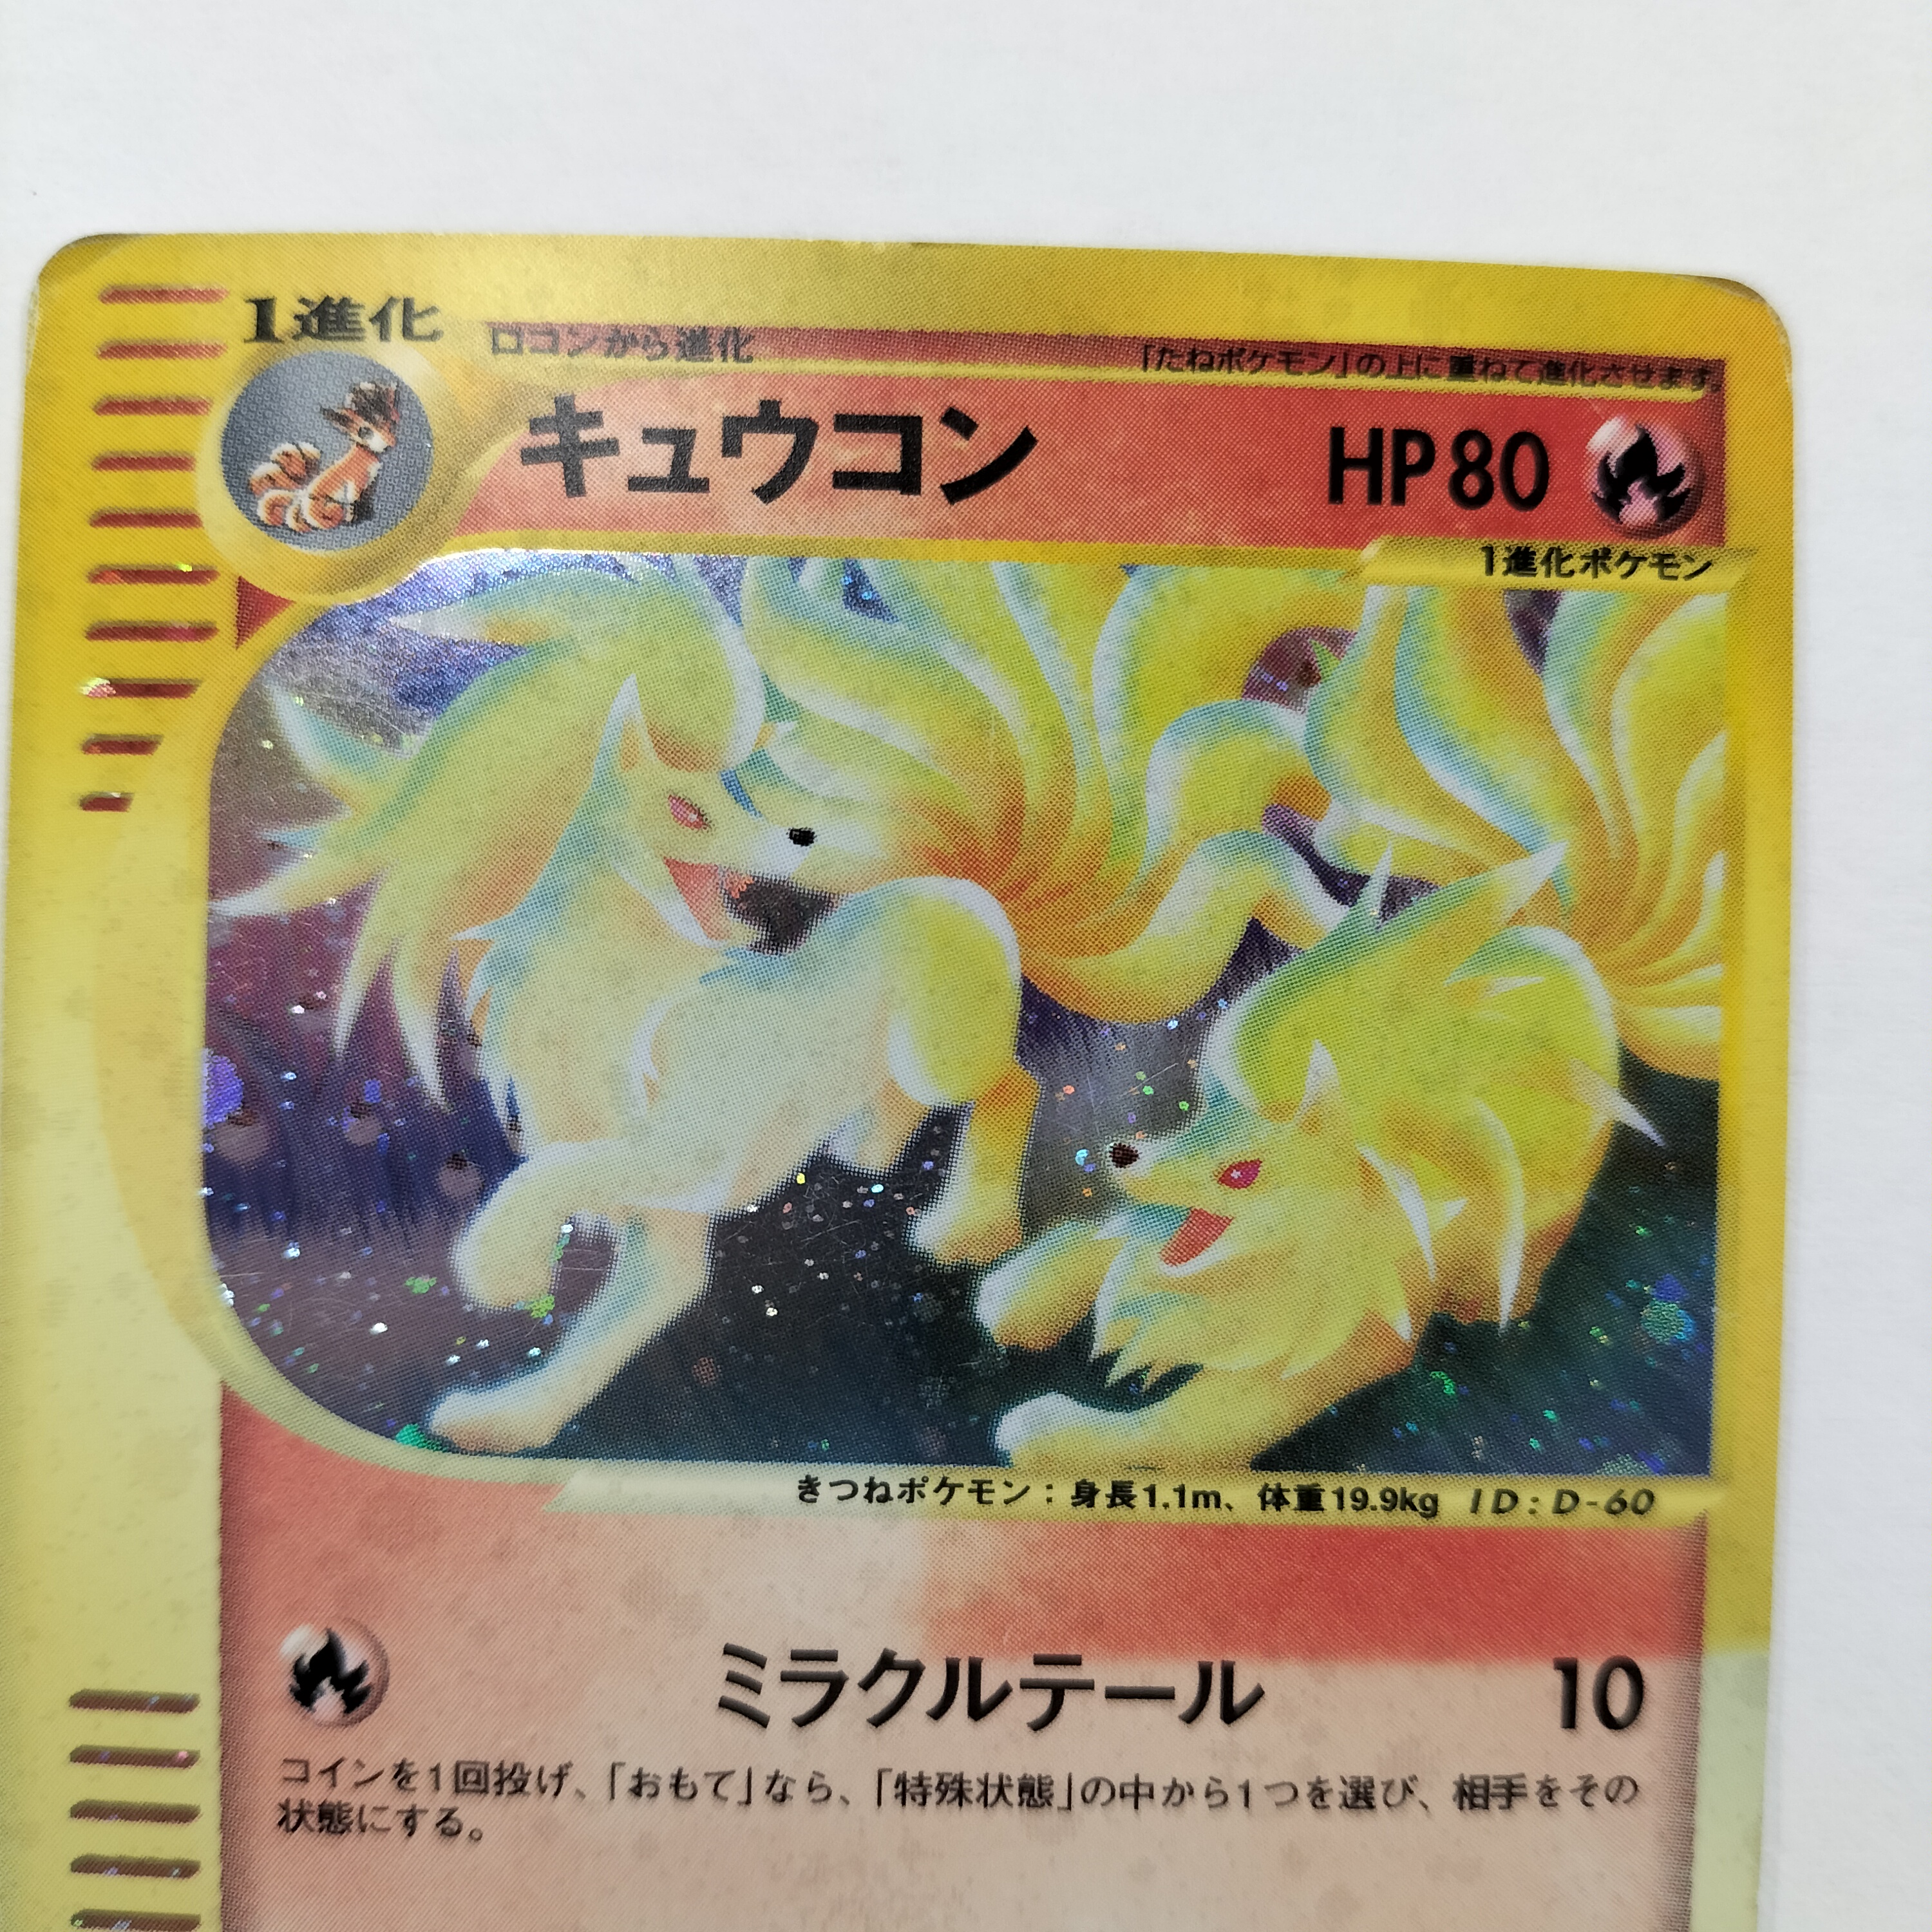 1進化
ロコンから進化
「たねポケモン」の上に重ねて進化させます。
キュウコン HP80
1進化ポケモン
きつねポケモン：身長1.1m、体重19.9kg ID:D-60
ミラクルテール 10
コインを1回投げ、「おもて」なら、「特殊状態」の中から1つを選び、相手をその
状態にする。